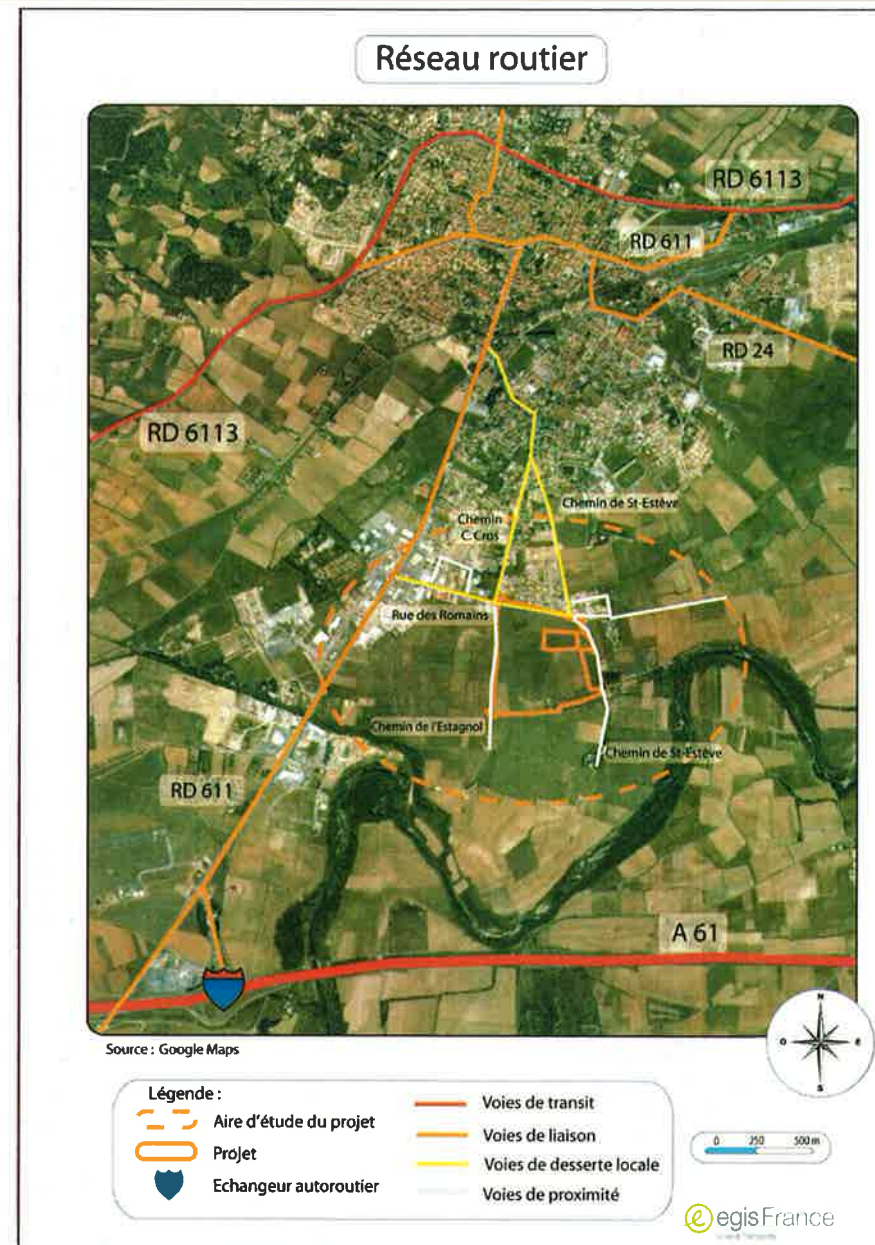 Réseau routier
RD 6113
RD 611
RD 24
RD 6113
Chemin de St-Estève
Chemin
C. Cros
Rue des Romains
Chemin de l'Estagnol
Chemin de St-Estève
RD 611
A 61
N
O
E
S
Source : Google Maps
Légende :
Aire d'étude du projet
Projet
Echangeur autoroutier
Voies de transit
Voies de liaison
Voies de desserte locale
Voies de proximité
0 250 500 m
egis France